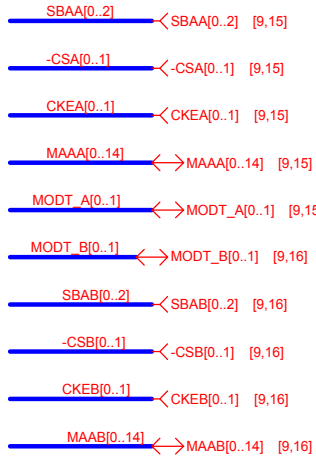 SBAA[0..2] SBAA[0..2] [9,15]
-CSA[0..1] -CSA[0..1] [9,15]
CKEA[0..1] CKEA[0..1] [9,15]
MAAA[0..14] MAAA[0..14] [9,15]
MODT_A[0..1] MODT_A[0..1] [9,15
MODT_B[0..1] MODT_B[0..1] [9,16]
SBAB[0..2] SBAB[0..2] [9,16]
-CSB[0..1] -CSB[0..1] [9,16]
CKEB[0..1] CKEB[0..1] [9,16]
MAAB[0..14] MAAB[0..14] [9,16]